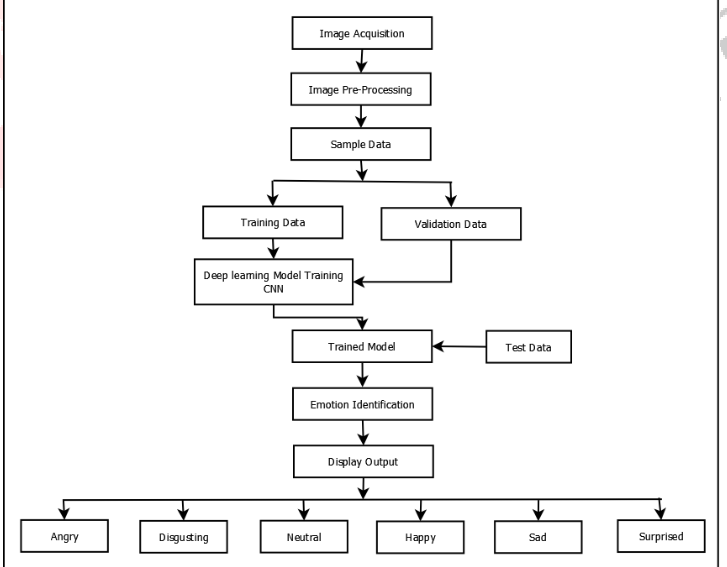 Image Acquisition
Image Pre-Processing
Sample Data
Training Data
Validation Data
Deep learning Model Training
CNN
Trained Model
Test Data
Emotion Identification
Display Output
Angry
Disgusting
Neutral
Happy
Sad
Surprised